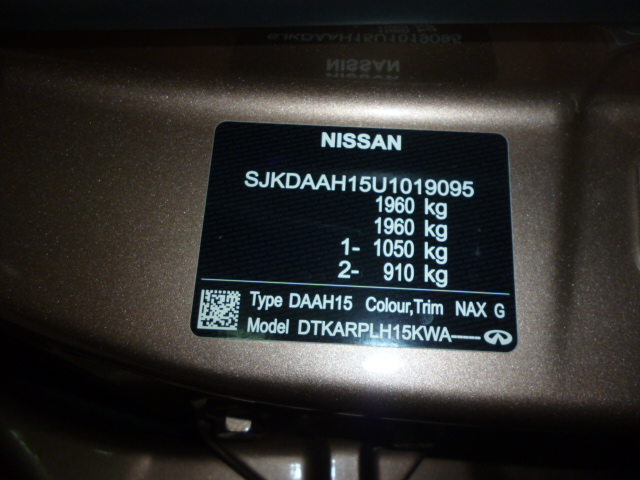 NISSAN
SJKDAAH15U1019095
1960 kg
1960 kg
1- 1050 kg
2- 910 kg
Type DAAH15 Colour,Trim NAX G
Model DTKARPLH15KWA-----